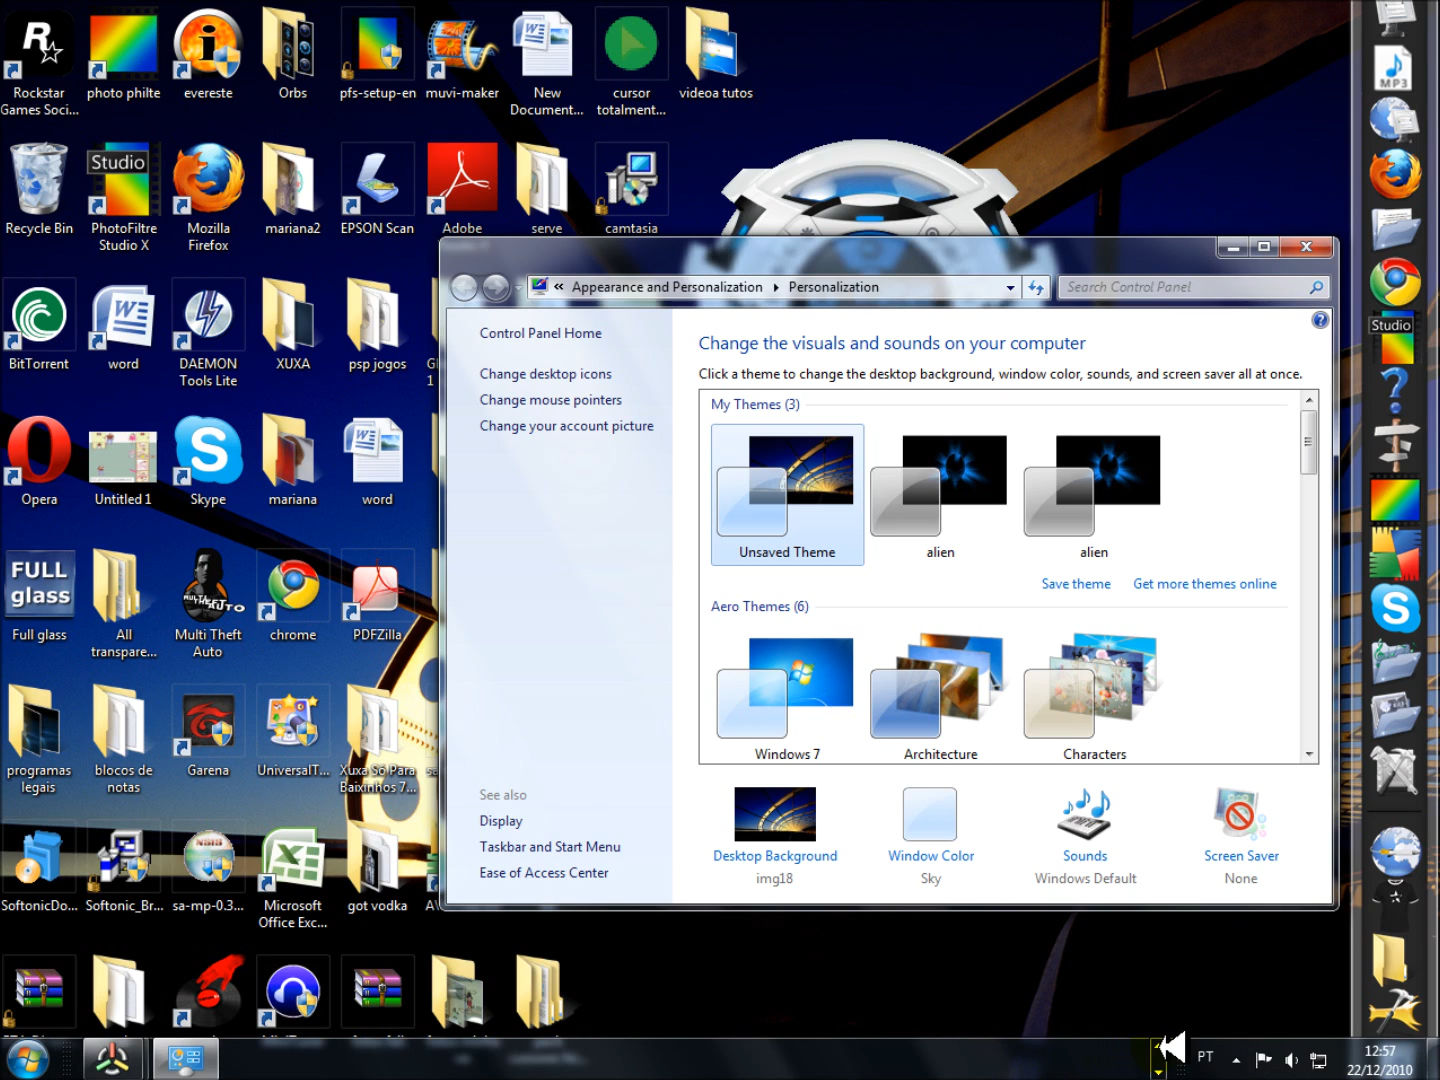 Rockstar
Games Soci...
photo philte
evereste
Orbs
pfs-setup-en
muvi-maker
New
Document...
cursor
totalment...
videoa tutos
Studio
MP3
Recycle Bin
PhotoFiltre
Studio X
Mozilla
Firefox
mariana2
EPSON Scan
Adobe
serve
camtasia
BitTorrent
word
DAEMON
Tools Lite
XUXA
psp jogos
Opera
Untitled 1
Skype
mariana
word
FULL
glass
Full glass
All
transpare...
MULTI THEFT
AUTO
Multi Theft
Auto
chrome
PDFZilla
programas
legais
blocos de
notas
Garena
UniversalT...
Xuxa Só Para
Baixinhos 7...
SoftonicDo...
Softonic_Br...
sa-mp-0.3...
Microsoft
Office Exc...
got vodka
« Appearance and Personalization ▸ Personalization
Search Control Panel
Control Panel Home
Change desktop icons
Change mouse pointers
Change your account picture
See also
Display
Taskbar and Start Menu
Ease of Access Center
Change the visuals and sounds on your computer
Click a theme to change the desktop background, window color, sounds, and screen saver all at once.
My Themes (3)
Unsaved Theme
alien
alien
Save theme
Get more themes online
Aero Themes (6)
Windows 7
Architecture
Characters
Desktop Background
img18
Window Color
Sky
Sounds
Windows Default
Screen Saver
None
Studio
PT
12:57
22/12/2010